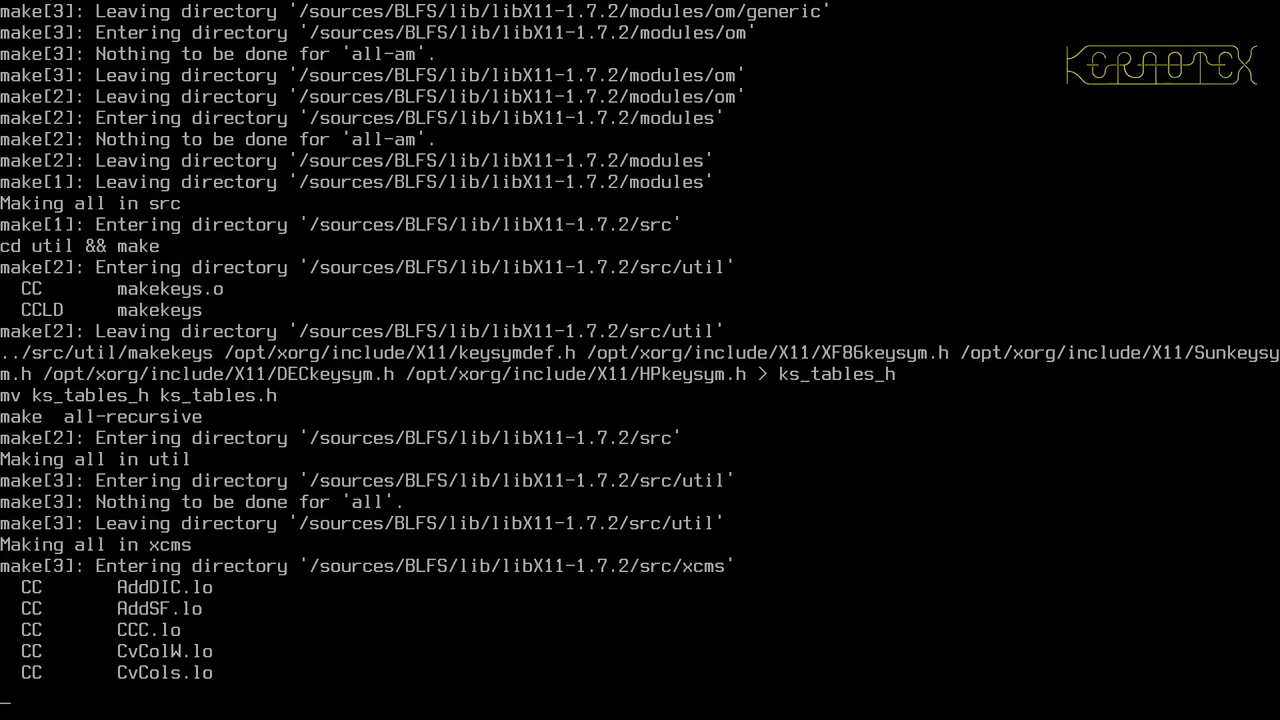 make[3]: Leaving directory '/sources/BLFS/lib/libX11-1.7.2/modules/om/generic'
make[3]: Entering directory '/sources/BLFS/lib/libX11-1.7.2/modules/om'
make[3]: Nothing to be done for 'all-am'.
make[3]: Leaving directory '/sources/BLFS/lib/libX11-1.7.2/modules/om'
make[2]: Leaving directory '/sources/BLFS/lib/libX11-1.7.2/modules/om'
make[2]: Entering directory '/sources/BLFS/lib/libX11-1.7.2/modules'
make[2]: Nothing to be done for 'all-am'.
make[2]: Leaving directory '/sources/BLFS/lib/libX11-1.7.2/modules'
make[1]: Leaving directory '/sources/BLFS/lib/libX11-1.7.2/modules'
Making all in src
make[1]: Entering directory '/sources/BLFS/lib/libX11-1.7.2/src'
cd util && make
make[2]: Entering directory '/sources/BLFS/lib/libX11-1.7.2/src/util'
  CC       makekeys.o
  CCLD     makekeys
make[2]: Leaving directory '/sources/BLFS/lib/libX11-1.7.2/src/util'
../src/util/makekeys /opt/xorg/include/X11/keysymdef.h /opt/xorg/include/X11/XF86keysym.h /opt/xorg/include/X11/Sunkeysy
m.h /opt/xorg/include/X11/DECkeysym.h /opt/xorg/include/X11/HPkeysym.h > ks_tables_h
mv ks_tables_h ks_tables.h
make  all-recursive
make[2]: Entering directory '/sources/BLFS/lib/libX11-1.7.2/src'
Making all in util
make[3]: Entering directory '/sources/BLFS/lib/libX11-1.7.2/src/util'
make[3]: Nothing to be done for 'all'.
make[3]: Leaving directory '/sources/BLFS/lib/libX11-1.7.2/src/util'
Making all in xcms
make[3]: Entering directory '/sources/BLFS/lib/libX11-1.7.2/src/xcms'
  CC       AddDIC.lo
  CC       AddSF.lo
  CC       CCC.lo
  CC       CvColW.lo
  CC       CvCols.lo
KERNOTEX